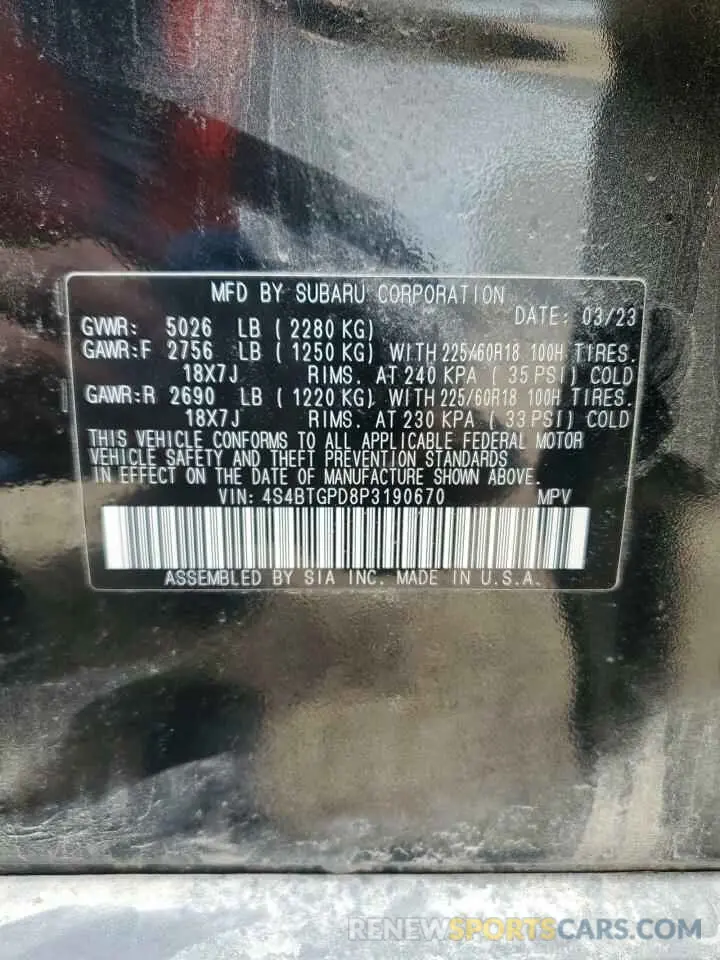 MFD BY SUBARU CORPORATION
DATE: 03/23
GVWR: 5026 LB ( 2280 KG)
GAWR:F 2756 LB ( 1250 KG) WITH 225/60R18 100H TIRES.
18X7J RIMS. AT 240 KPA ( 35 PSI) COLD
GAWR:R 2690 LB ( 1220 KG) WITH 225/60R18 100H TIRES.
18X7J RIMS. AT 230 KPA ( 33 PSI) COLD
THIS VEHICLE CONFORMS TO ALL APPLICABLE FEDERAL MOTOR
VEHICLE SAFETY AND THEFT PREVENTION STANDARDS
IN EFFECT ON THE DATE OF MANUFACTURE SHOWN ABOVE.
VIN: 4S4BTGPD8P3190670 MPV
ASSEMBLED BY SIA INC. MADE IN U.S.A.
RENEWSPORTSCARS.COM